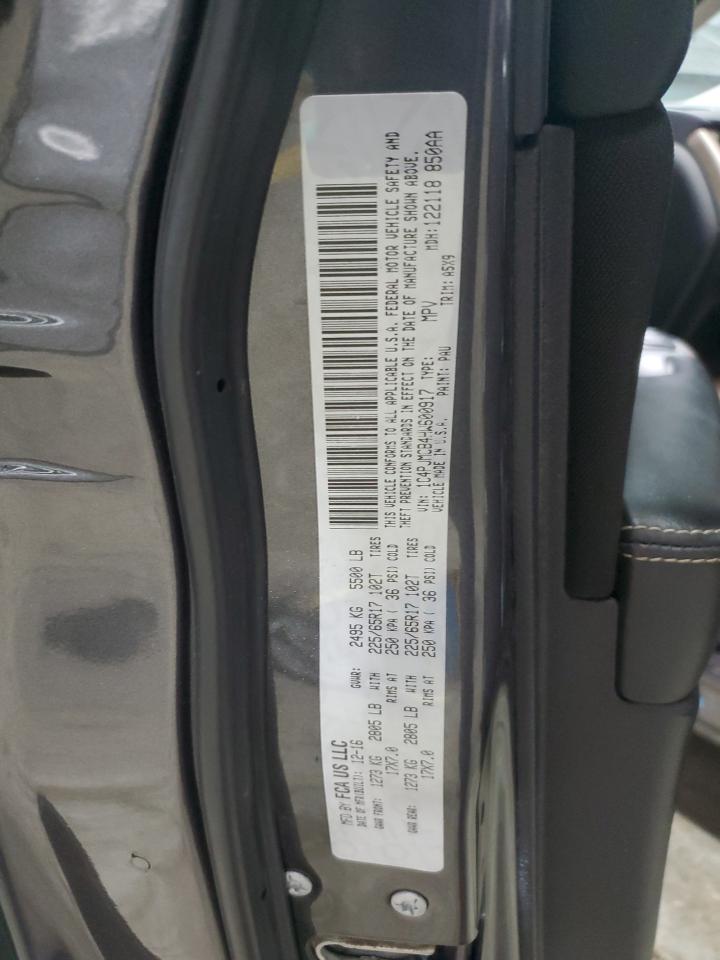 MFD BY FCA US LLC
DATE OF MFR(BUILT): 12-16 GVWR: 2495 KG 5500 LB
GAWR FRONT: 1273 KG 2805 LB WITH 225/65R17 102T TIRES
17X7.0 RIMS AT 250 KPA ( 36 PSI) COLD
GAWR REAR: 1273 KG 2805 LB WITH 225/65R17 102T TIRES
17X7.0 RIMS AT 250 KPA ( 36 PSI) COLD
THIS VEHICLE CONFORMS TO ALL APPLICABLE U.S.A. FEDERAL MOTOR VEHICLE SAFETY AND
THEFT PREVENTION STANDARDS IN EFFECT ON THE DATE OF MANUFACTURE SHOWN ABOVE.
VIN: TYPE: MPV MDH: 122118 850AA
VEHICLE MADE IN U.S.A. PAINT: PAU TRIM: A5X9